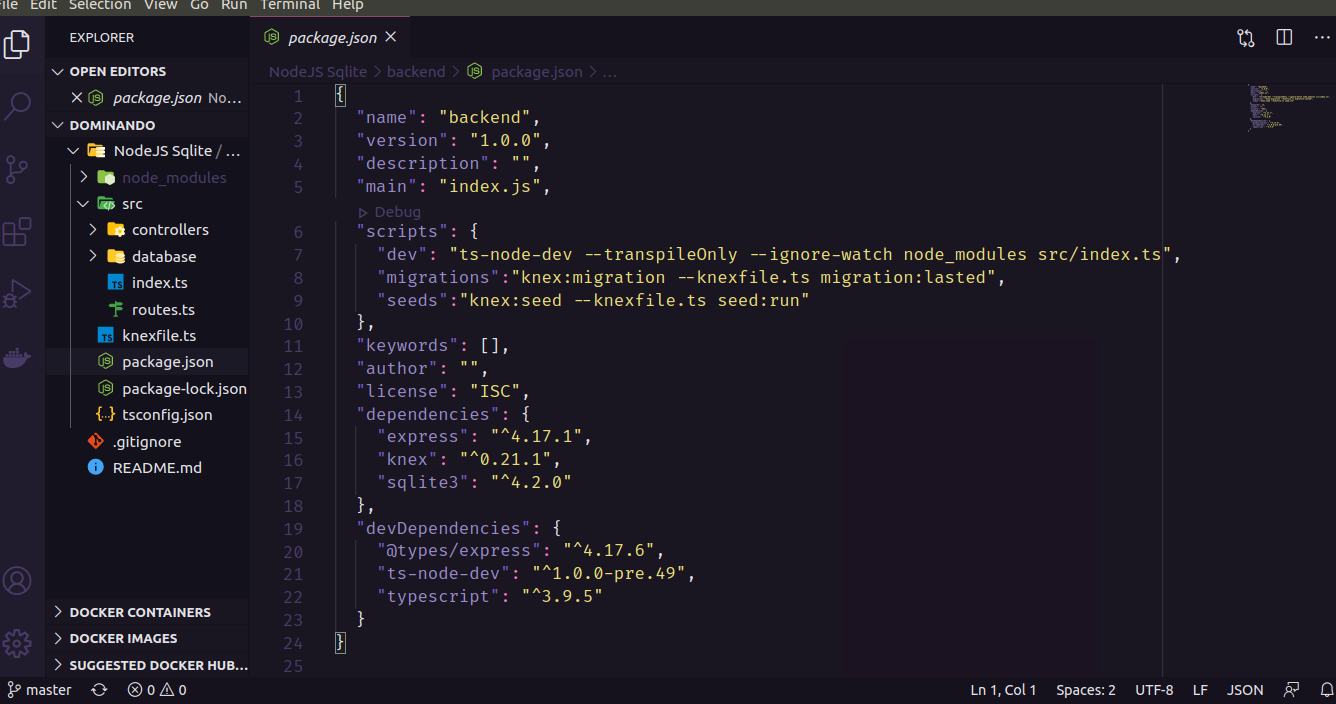 File Edit Selection View Go Run Terminal Help
EXPLORER
OPEN EDITORS
package.json No...
DOMINANDO
NodeJS Sqlite / ...
node_modules
src
controllers
database
index.ts
routes.ts
knexfile.ts
package.json
package-lock.json
tsconfig.json
.gitignore
README.md
DOCKER CONTAINERS
DOCKER IMAGES
SUGGESTED DOCKER HUB...
package.json
NodeJS Sqlite > backend > package.json > ...
1 {
2 "name": "backend",
3 "version": "1.0.0",
4 "description": "",
5 "main": "index.js",
Debug
6 "scripts": {
7 "dev": "ts-node-dev --transpileOnly --ignore-watch node_modules src/index.ts",
8 "migrations":"knex:migration --knexfile.ts migration:lasted",
9 "seeds":"knex:seed --knexfile.ts seed:run"
10 },
11 "keywords": [],
12 "author": "",
13 "license": "ISC",
14 "dependencies": {
15 "express": "^4.17.1",
16 "knex": "^0.21.1",
17 "sqlite3": "^4.2.0"
18 },
19 "devDependencies": {
20 "@types/express": "^4.17.6",
21 "ts-node-dev": "^1.0.0-pre.49",
22 "typescript": "^3.9.5"
23 }
24 }
25
master 0 0 Ln 1, Col 1 Spaces: 2 UTF-8 LF JSON